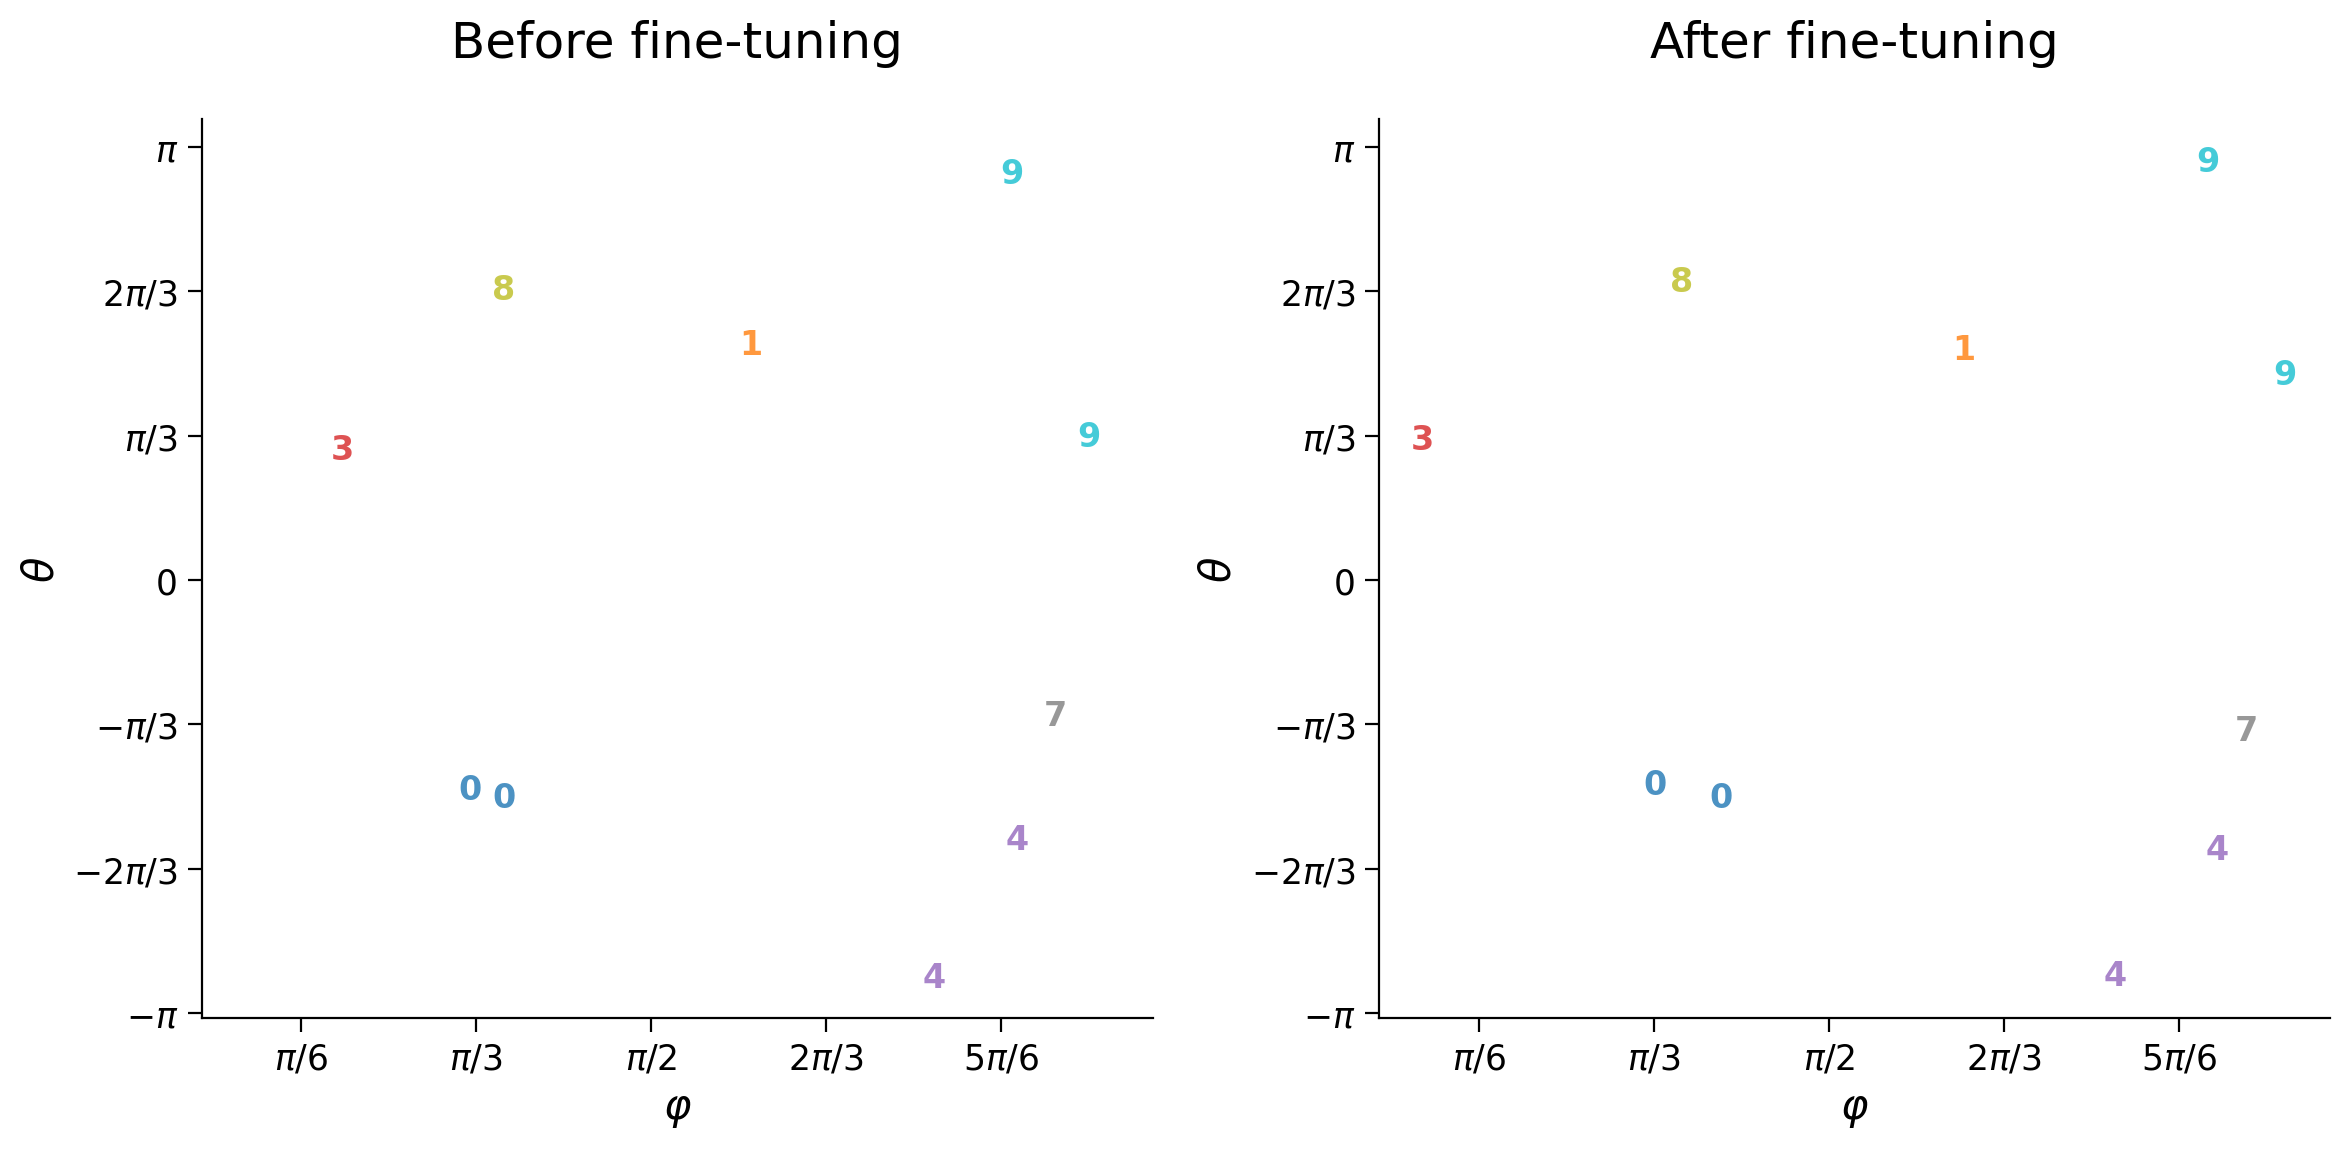 Before fine-tuning
π
2π/3
π/3
0
−π/3
−2π/3
−π
θ
9
8
1
9
3
7
0
0
4
4
π/6
π/3
π/2
2π/3
5π/6
φ
After fine-tuning
π
2π/3
π/3
0
−π/3
−2π/3
−π
θ
9
8
1
9
3
7
0
0
4
4
π/6
π/3
π/2
2π/3
5π/6
φ